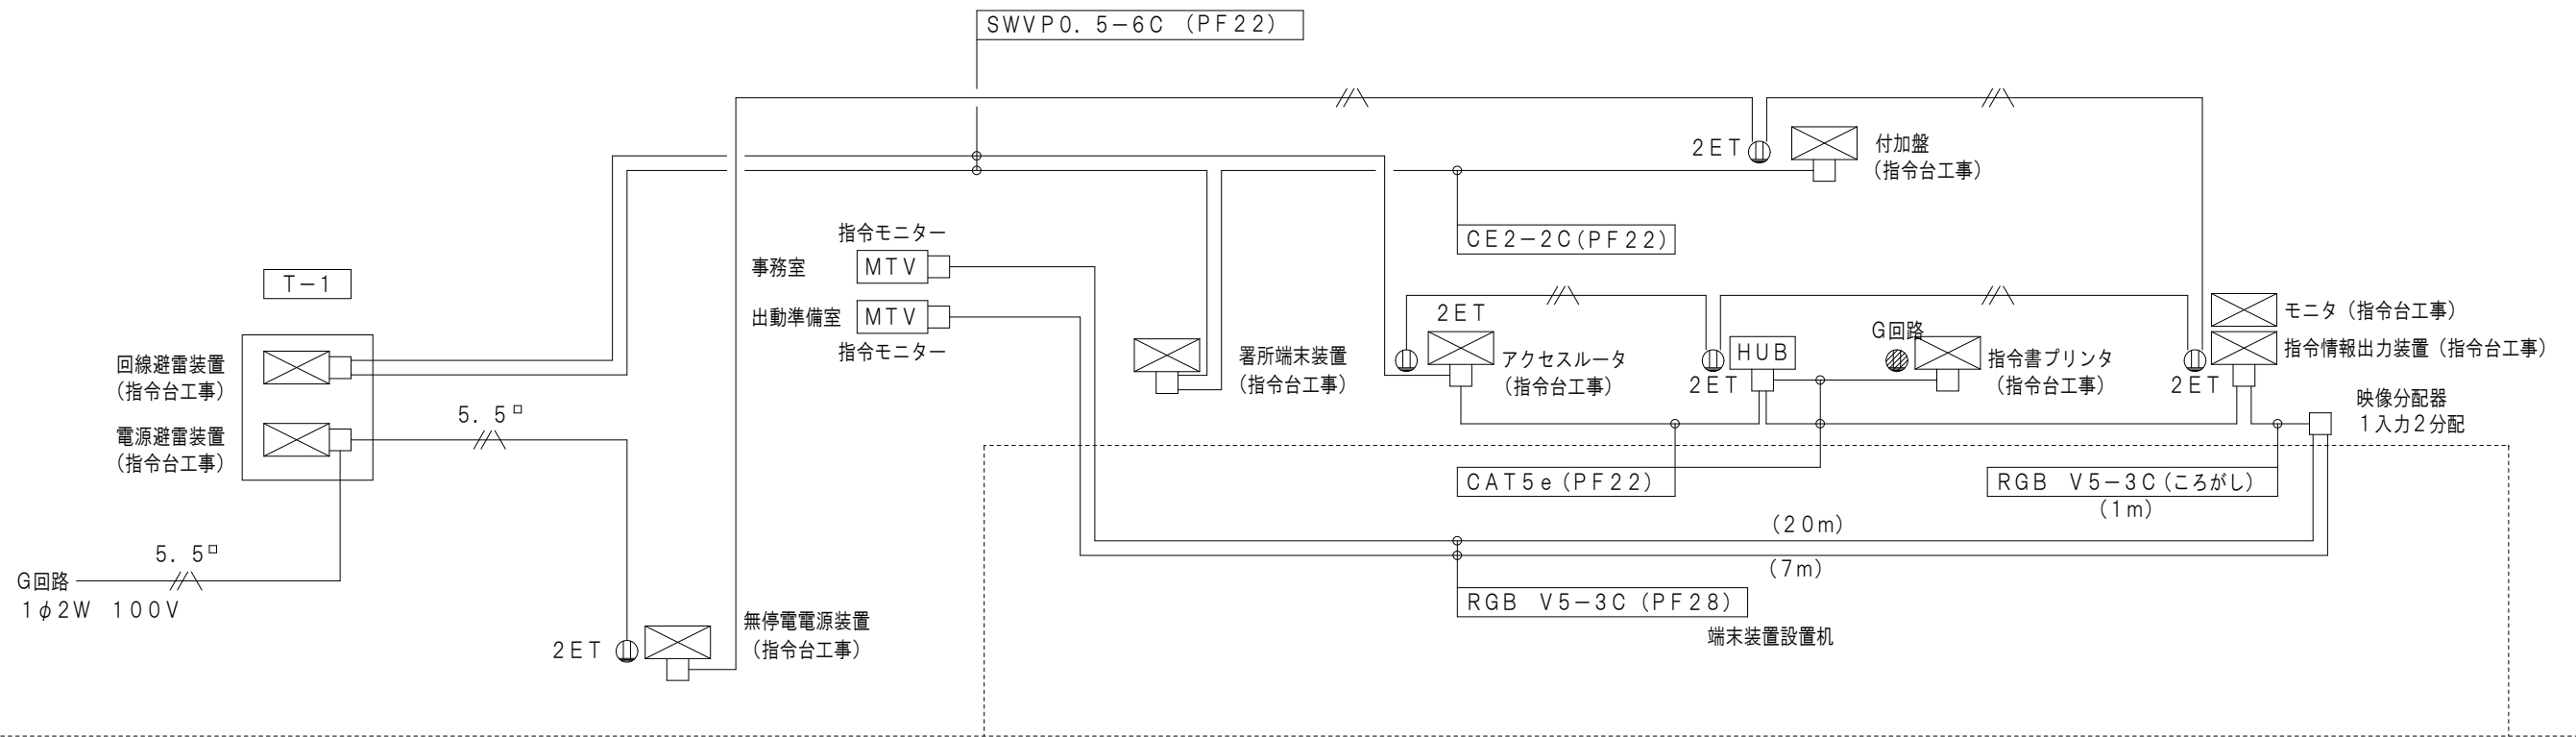 SWVP0.5-6C (PF22)
2ET
付加盤
(指令台工事)
指令モニター
CE2-2C(PF22)
事務室
MTV
T-1
出動準備室
MTV
指令モニター
2ET
G回路
モニタ(指令台工事)
回線避雷装置
(指令台工事)
署所端末装置
(指令台工事)
アクセスルータ
(指令台工事)
HUB
2ET
指令書プリンタ
(指令台工事)
2ET
指令情報出力装置(指令台工事)
映像分配器
1入力2分配
5.5□
電源避雷装置
(指令台工事)
CAT5e(PF22)
RGB V5-3C(ころがし)
(1m)
(20m)
5.5□
(7m)
G回路
1φ2W 100V
RGB V5-3C (PF28)
無停電電源装置
(指令台工事)
2ET
端末装置設置机